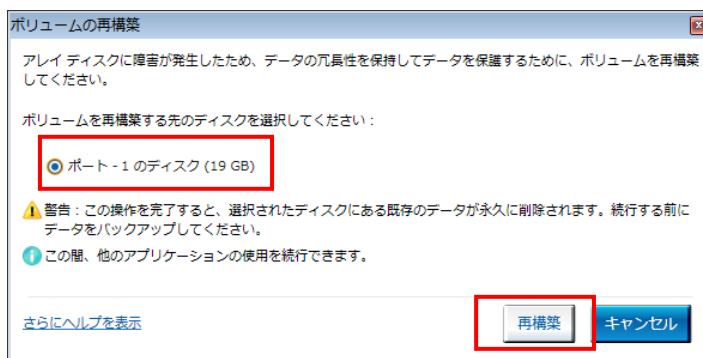 ボリュームの再構築
アレイ ディスクに障害が発生したため、データの冗長性を保持してデータを保護するために、ボリュームを再構築
してください。
ボリュームを再構築する先のディスクを選択してください：
ポート - 1 のディスク (19 GB)
警告：この操作を完了すると、選択されたディスクにある既存のデータが永久に削除されます。続行する前に
データをバックアップしてください。
この間、他のアプリケーションの使用を続行できます。
さらにヘルプを表示
再構築
キャンセル